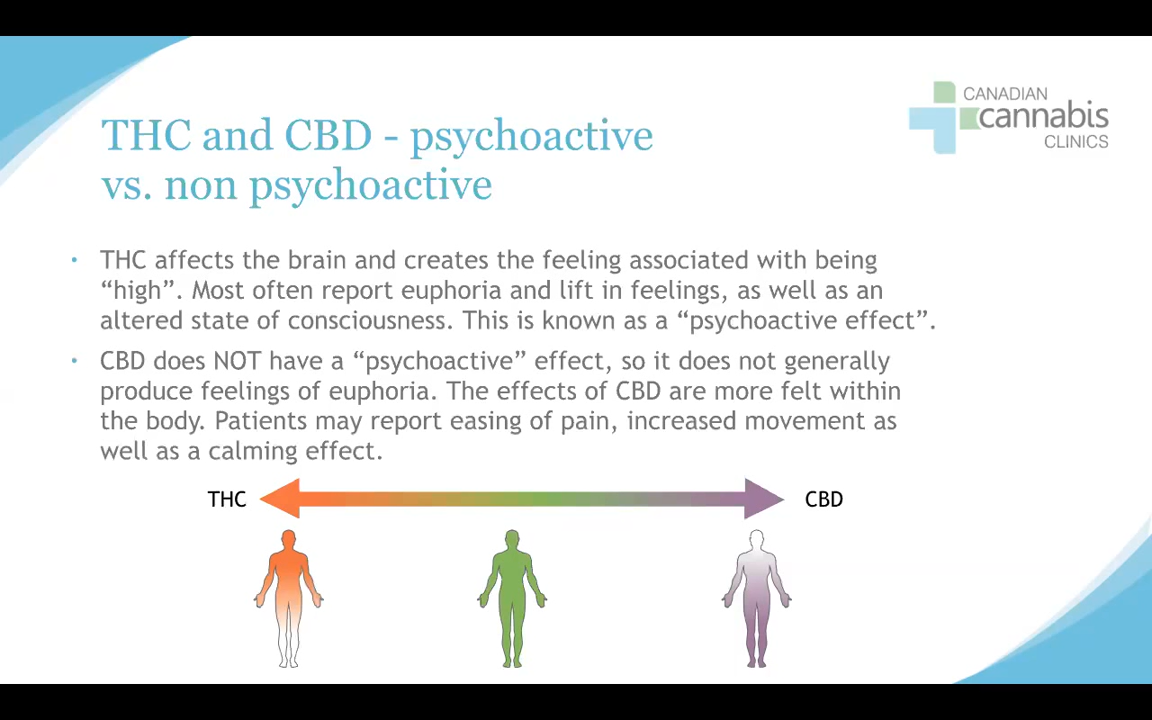 CANADIAN
cannabis
CLINICS
THC and CBD - psychoactive
vs. non psychoactive
• THC affects the brain and creates the feeling associated with being
“high”. Most often report euphoria and lift in feelings, as well as an
altered state of consciousness. This is known as a “psychoactive effect”.
• CBD does NOT have a “psychoactive” effect, so it does not generally
produce feelings of euphoria. The effects of CBD are more felt within
the body. Patients may report easing of pain, increased movement as
well as a calming effect.
THC
CBD